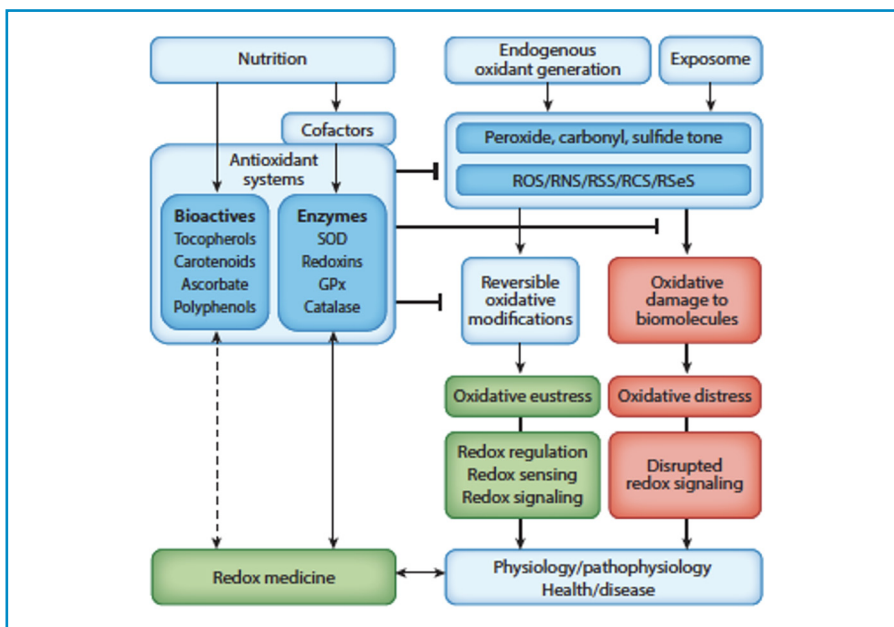 Nutrition
Endogenous
oxidant generation
Exposome
Cofactors
Antioxidant
systems
Peroxide, carbonyl, sulfide tone
ROS/RNS/RSS/RCS/RSeS
Bioactives
Tocopherols
Carotenoids
Ascorbate
Polyphenols
Enzymes
SOD
Redoxins
GPx
Catalase
Reversible
oxidative
modifications
Oxidative
damage to
biomolecules
Oxidative eustress
Oxidative distress
Redox regulation
Redox sensing
Redox signaling
Disrupted
redox signaling
Redox medicine
Physiology/pathophysiology
Health/disease